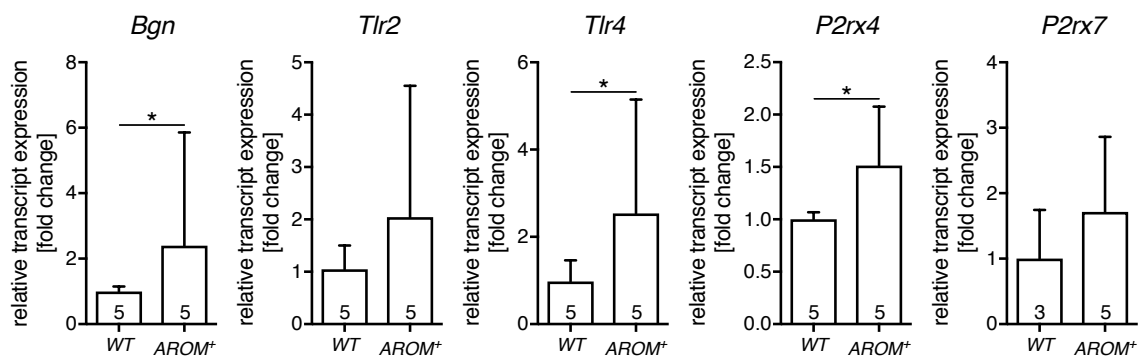 Bgn
relative transcript expression
[fold change]
8
6
4
2
0
*
5
5
WT
AROM+
Tlr2
relative transcript expression
[fold change]
5
4
3
2
1
0
5
5
WT
AROM+
Tlr4
relative transcript expression
[fold change]
6
4
2
0
*
5
5
WT
AROM+
P2rx4
relative transcript expression
[fold change]
2.5
2.0
1.5
1.0
0.5
0.0
*
5
5
WT
AROM+
P2rx7
relative transcript expression
[fold change]
4
3
2
1
0
3
5
WT
AROM+